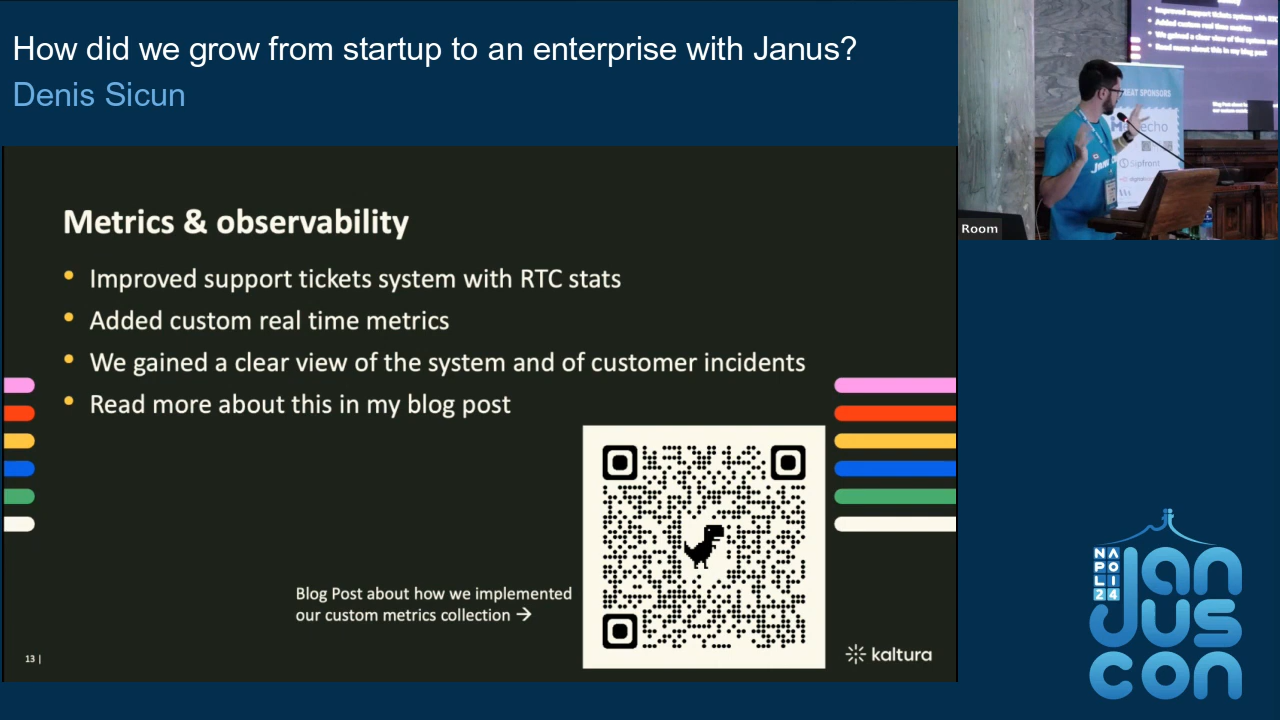 How did we grow from startup to an enterprise with Janus?
Denis Sicun
Metrics & observability
• Improved support tickets system with RTC stats
• Added custom real time metrics
• We gained a clear view of the system and of customer incidents
• Read more about this in my blog post
Blog Post about how we implemented
our custom metrics collection →
13 |
kaltura
Room
SPONSORS
Sipfront
NAPOLI 24
JANUS
CON